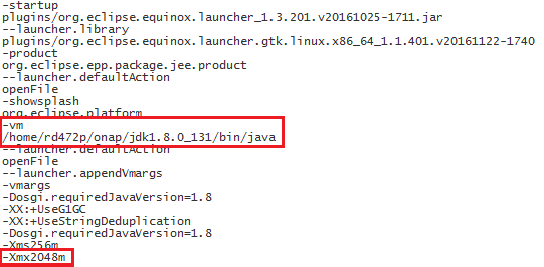 -startup
plugins/org.eclipse.equinox.launcher_1.3.201.v20161025-1711.jar
--launcher.library
plugins/org.eclipse.equinox.launcher.gtk.linux.x86_64_1.1.401.v20161122-1740
-product
org.eclipse.epp.package.jee.product
--launcher.defaultAction
openFile
-showsplash
org.eclipse.platform
-vm
/home/rd472p/onap/jdk1.8.0_131/bin/java
--launcher.defaultAction
openFile
--launcher.appendVmargs
-vmargs
-Dosgi.requiredJavaVersion=1.8
-XX:+UseG1GC
-XX:+UseStringDeduplication
-Dosgi.requiredJavaVersion=1.8
-Xms256m
-Xmx2048m